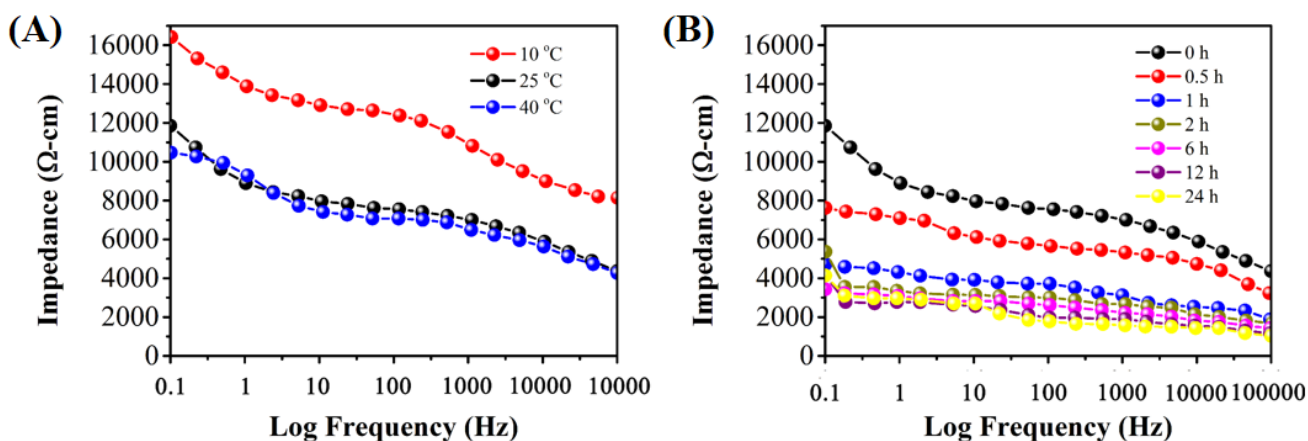 (A)
Impedance (Ω-cm)
16000
14000
12000
10000
8000
6000
4000
2000
0
10 °C
25 °C
40 °C
0.1
1
10
100
1000
10000
10000
Log Frequency (Hz)
(B)
Impedance (Ω-cm)
16000
14000
12000
10000
8000
6000
4000
2000
0
0 h
0.5 h
1 h
2 h
6 h
12 h
24 h
0.1
1
10
100
1000
10000
100000
Log Frequency (Hz)